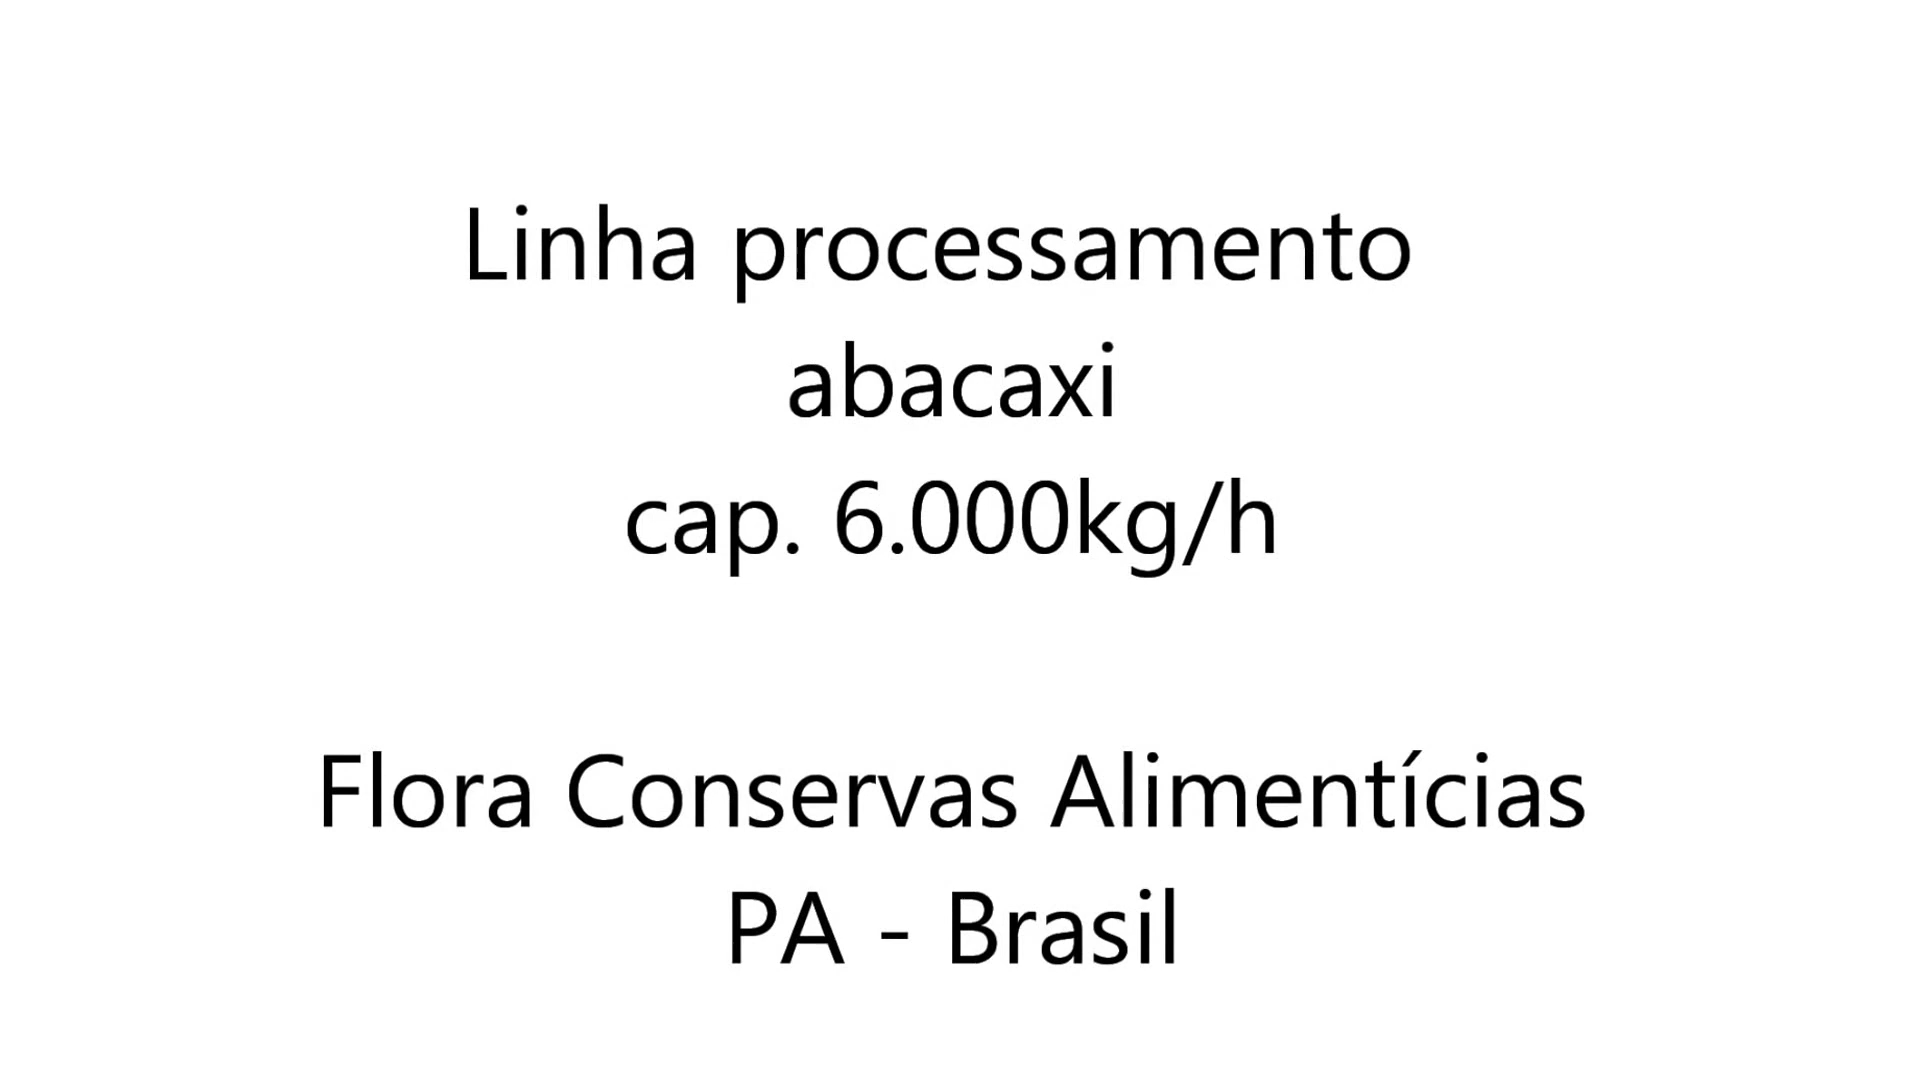 Linha processamento
abacaxi
cap. 6.000kg/h
Flora Conservas Alimentícias
PA - Brasil